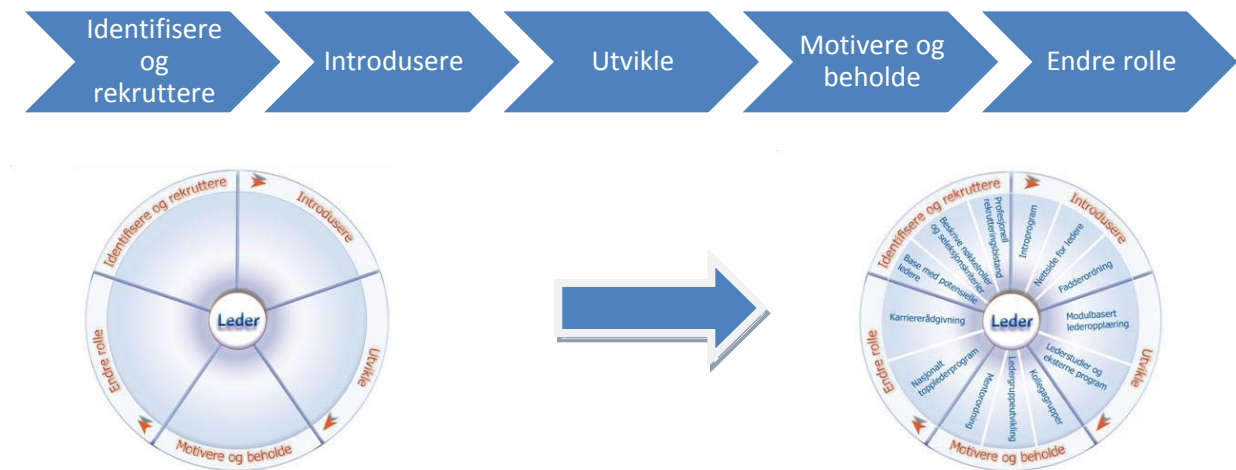 Identifisere
og
rekruttere
Introdusere
Utvikle
Motivere og
beholde
Endre rolle
Identifisere og rekruttere
Introdusere
Utvikle
Motivere og beholde
Endre rolle
Leder
Identifisere og rekruttere
Introdusere
Utvikle
Motivere og beholde
Endre rolle
Leder
Base med potensielle
ledere
Beskrive nøkkelroller
og seleksjonskriterier
Profesjonell
rekrutteringsbistand
Introprogram
Nettside for ledere
Fadderordning
Modulbasert
lederopplæring
Lederstudier og
eksterne program
Kollegagrupper
Ledergruppeutvikling
Mentorordning
Nasjonalt
topplederprogram
Karriererådgivning